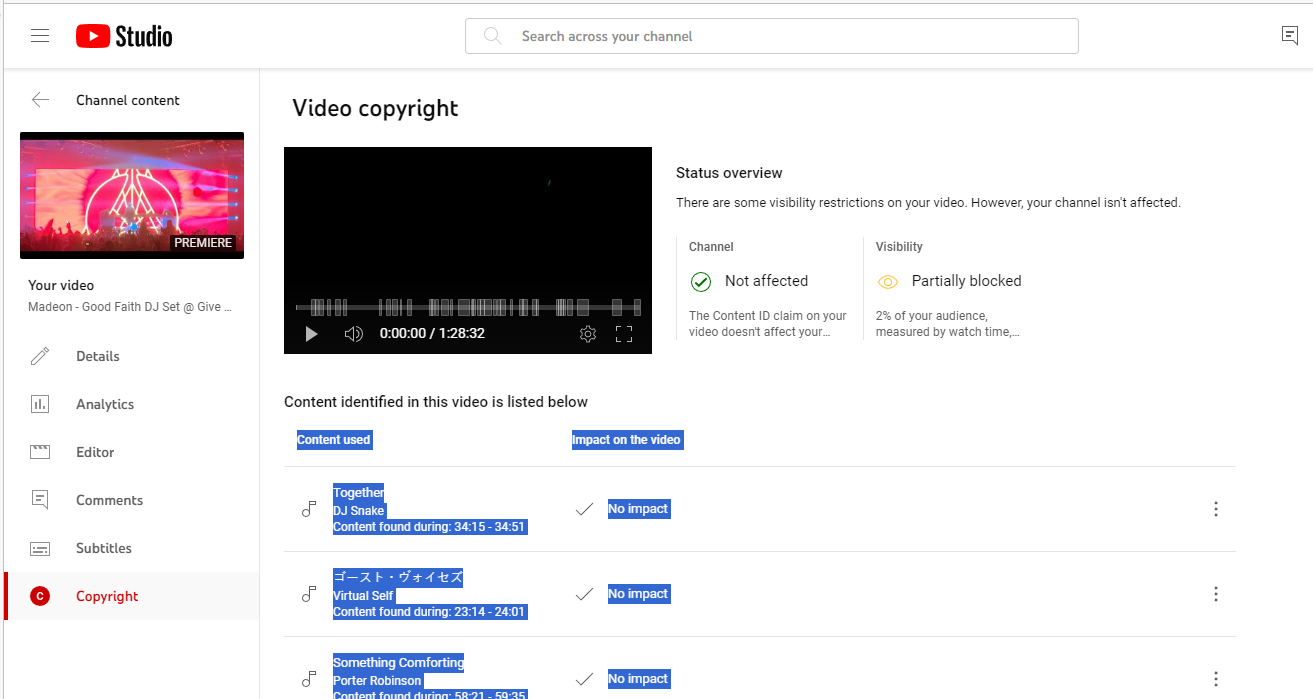 Studio
Search across your channel
Channel content
PREMIERE
Your video
Madeon - Good Faith DJ Set @ Give ...
Details
Analytics
Editor
Comments
Subtitles
C
Copyright
Video copyright
0:00:00 / 1:28:32
Status overview
There are some visibility restrictions on your video. However, your channel isn't affected.
Channel
Not affected
The Content ID claim on your
video doesn't affect your...
Visibility
Partially blocked
2% of your audience,
measured by watch time,...
Content identified in this video is listed below
Content used
Impact on the video
Together
DJ Snake
Content found during: 34:15 - 34:51
No impact
ゴースト・ヴォイセズ
Virtual Self
Content found during: 23:14 - 24:01
No impact
Something Comforting
Porter Robinson
Content found during: 58:21 - 59:35
No impact